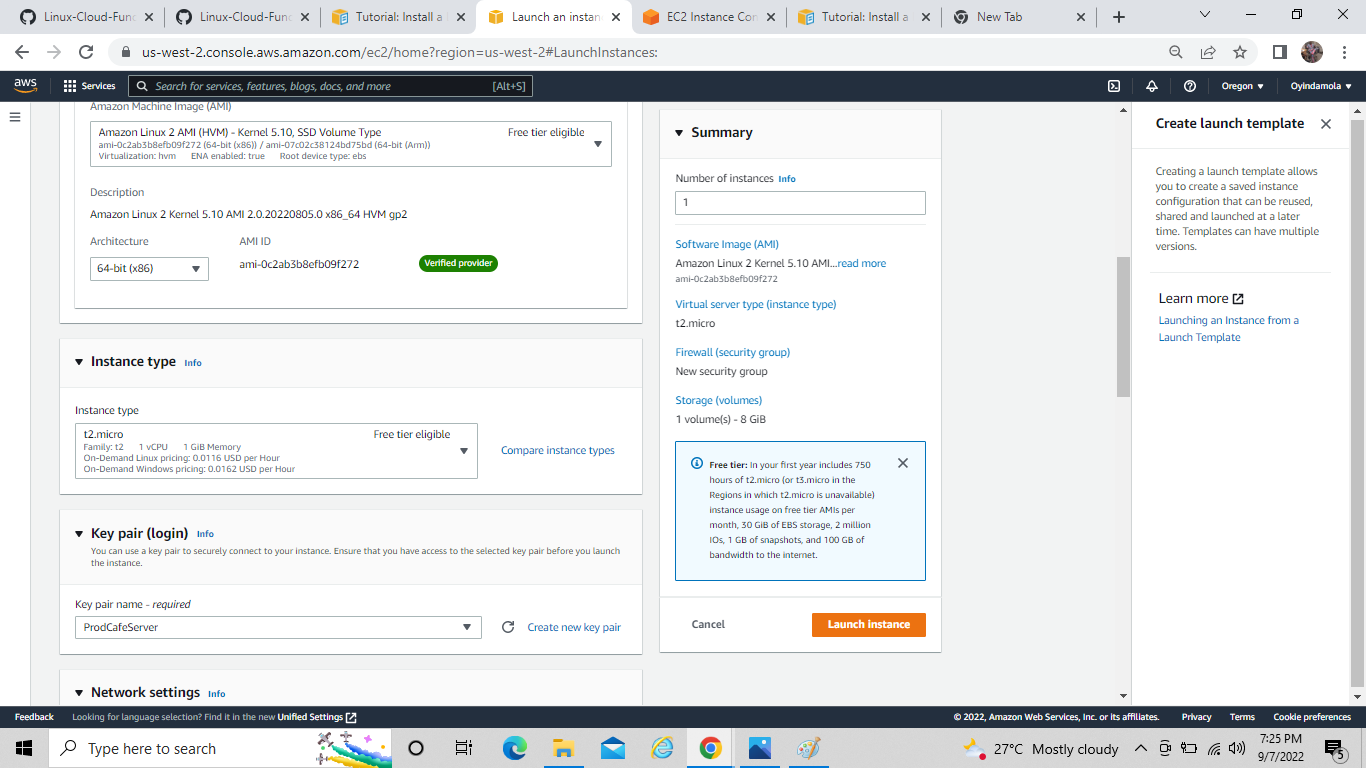 Linux-Cloud-Func
Linux-Cloud-Func
Tutorial: Install a
Launch an instan
EC2 Instance Con
Tutorial: Install a
New Tab
us-west-2.console.aws.amazon.com/ec2/home?region=us-west-2#LaunchInstances:
aws
Services
Search for services, features, blogs, docs, and more
[Alt+S]
Oregon
Oyindamola
Amazon Machine Image (AMI)
Amazon Linux 2 AMI (HVM) - Kernel 5.10, SSD Volume Type
Free tier eligible
ami-0c2ab3b8efb09f272 (64-bit (x86)) / ami-07c02c38124bd75bd (64-bit (Arm))
Virtualization: hvm ENA enabled: true Root device type: ebs
Description
Amazon Linux 2 Kernel 5.10 AMI 2.0.20220805.0 x86_64 HVM gp2
Architecture
AMI ID
64-bit (x86)
ami-0c2ab3b8efb09f272
Verified provider
Instance type Info
Instance type
t2.micro
Free tier eligible
Family: t2 1 vCPU 1 GiB Memory
On-Demand Linux pricing: 0.0116 USD per Hour
On-Demand Windows pricing: 0.0162 USD per Hour
Compare instance types
Key pair (login) Info
You can use a key pair to securely connect to your instance. Ensure that you have access to the selected key pair before you launch
the instance.
Key pair name - required
ProdCafeServer
Create new key pair
Network settings Info
Summary
Number of instances Info
1
Software Image (AMI)
Amazon Linux 2 Kernel 5.10 AMI...read more
ami-0c2ab3b8efb09f272
Virtual server type (instance type)
t2.micro
Firewall (security group)
New security group
Storage (volumes)
1 volume(s) - 8 GiB
Free tier: In your first year includes 750
hours of t2.micro (or t3.micro in the
Regions in which t2.micro is unavailable)
instance usage on free tier AMIs per
month, 30 GiB of EBS storage, 2 million
IOs, 1 GB of snapshots, and 100 GB of
bandwidth to the internet.
Cancel
Launch instance
Create launch template
Creating a launch template allows
you to create a saved instance
configuration that can be reused,
shared and launched at a later
time. Templates can have multiple
versions.
Learn more
Launching an Instance from a
Launch Template
Feedback
Looking for language selection? Find it in the new Unified Settings
© 2022, Amazon Web Services, Inc. or its affiliates.
Privacy
Terms
Cookie preferences
Type here to search
27°C Mostly cloudy
7:25 PM
9/7/2022
5